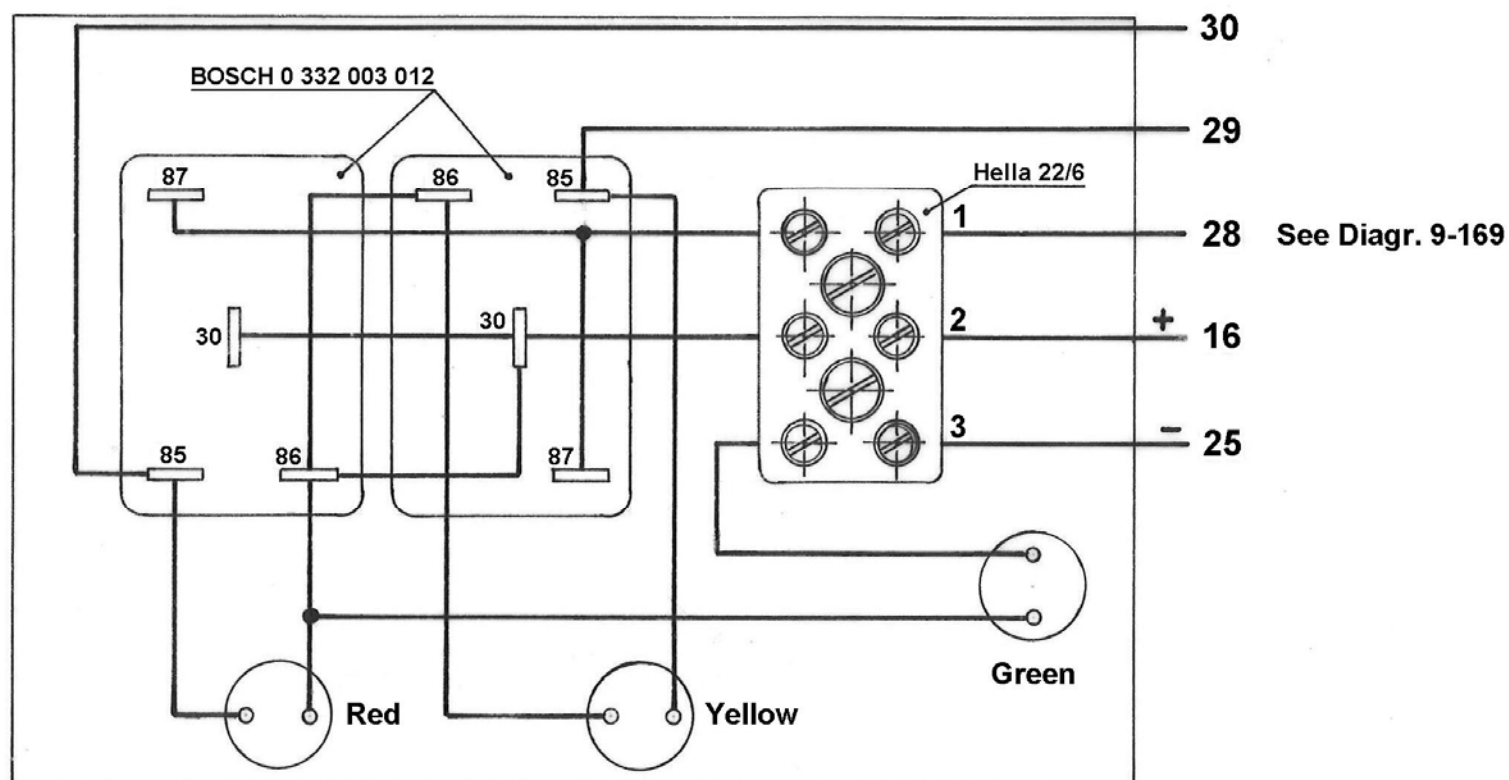 30
BOSCH 0 332 003 012
29
Hella 22/6
87
86
85
1
28 See Diagr. 9-169
30
30
2
+
16
85
86
87
3
-
25
Green
Red
Yellow